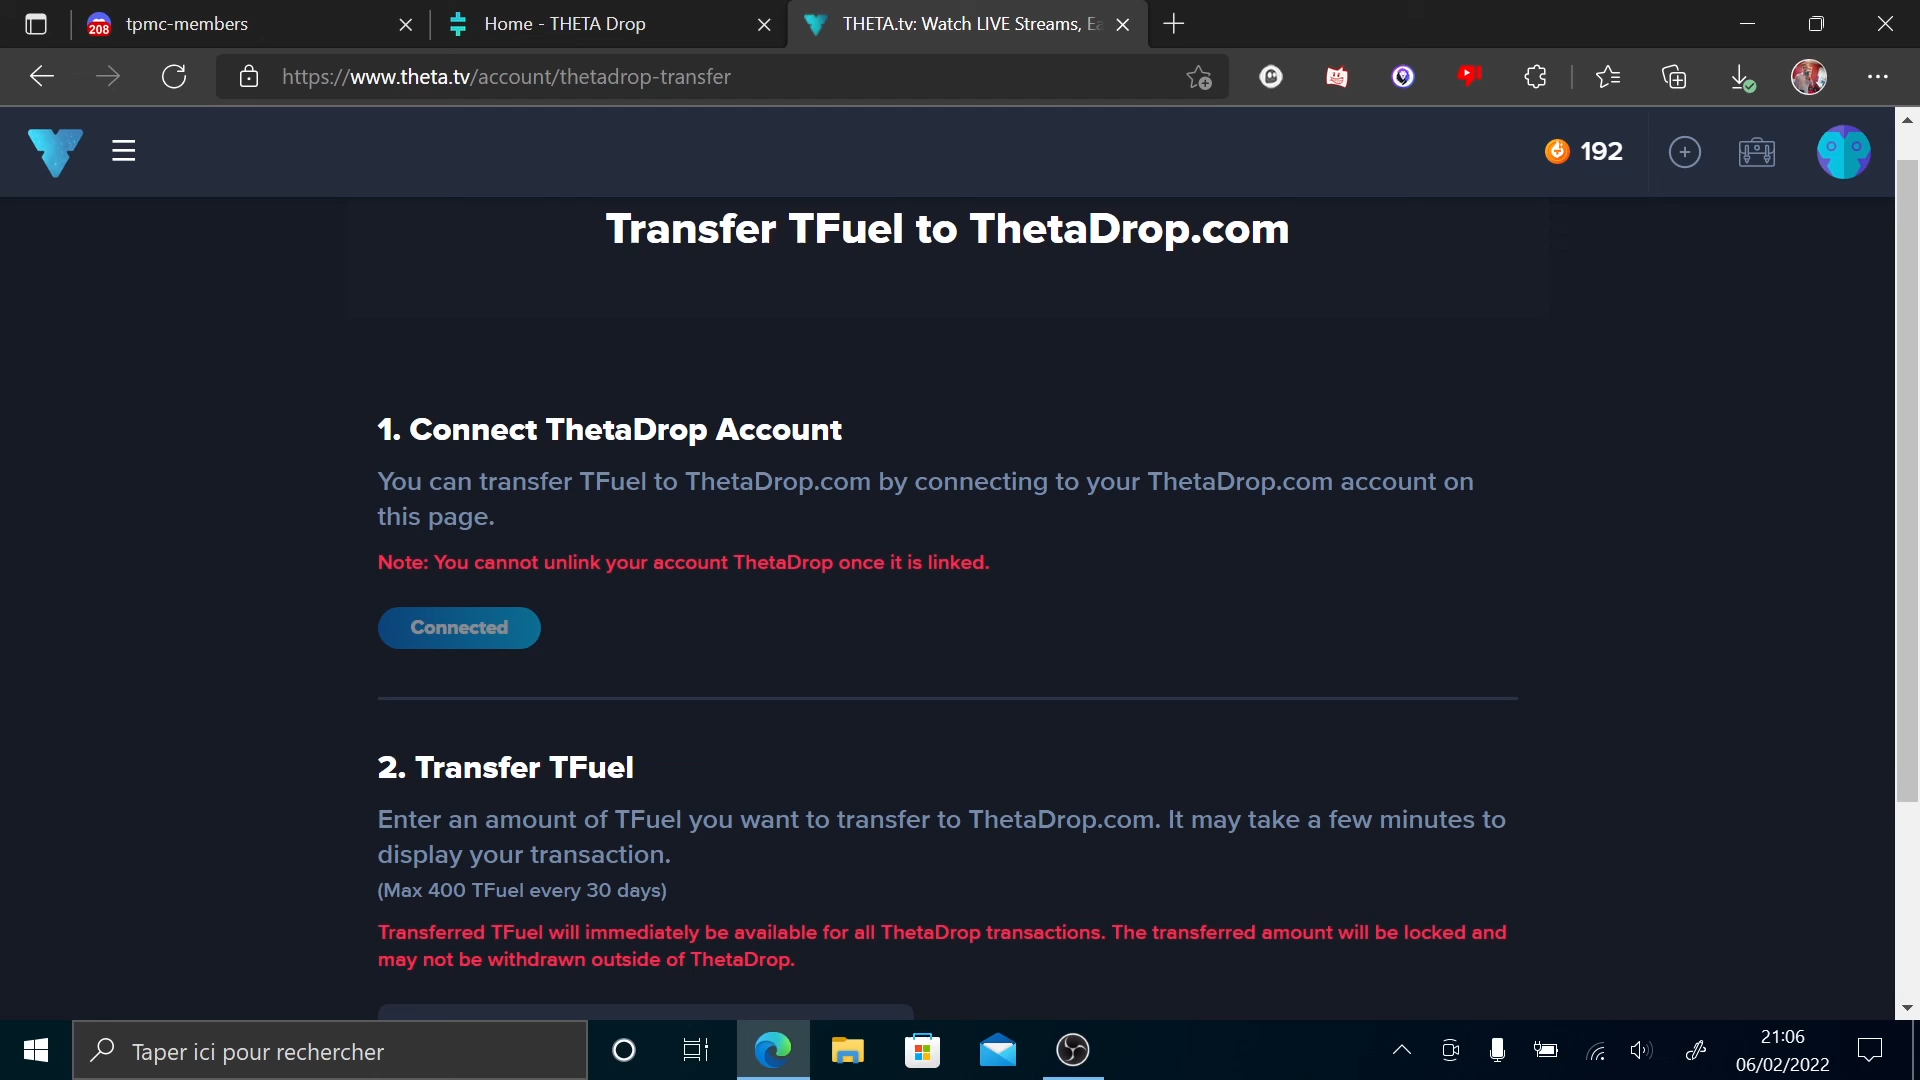 208 tpmc-members
Home - THETA Drop
THETA.tv: Watch LIVE Streams, Ea
https://www.theta.tv/account/thetadrop-transfer
192
Transfer TFuel to ThetaDrop.com
1. Connect ThetaDrop Account
You can transfer TFuel to ThetaDrop.com by connecting to your ThetaDrop.com account on
this page.
Note: You cannot unlink your account ThetaDrop once it is linked.
Connected
2. Transfer TFuel
Enter an amount of TFuel you want to transfer to ThetaDrop.com. It may take a few minutes to
display your transaction.
(Max 400 TFuel every 30 days)
Transferred TFuel will immediately be available for all ThetaDrop transactions. The transferred amount will be locked and
may not be withdrawn outside of ThetaDrop.
Taper ici pour rechercher
21:06
06/02/2022